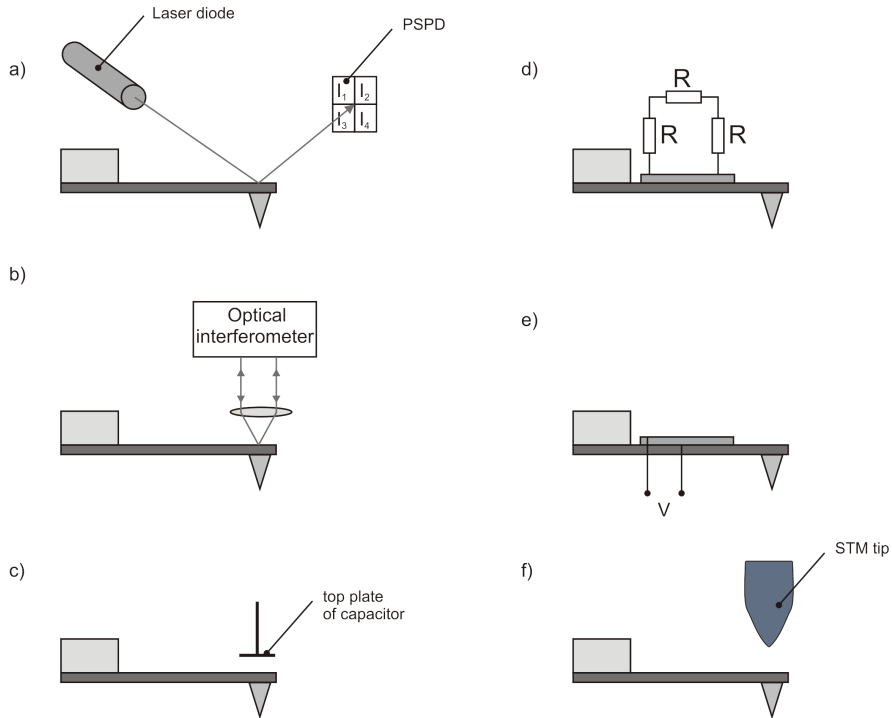 a)
Laser diode
PSPD
I₁ I₂
I₃ I₄
b)
Optical
interferometer
c)
top plate
of capacitor
d)
R
R R
e)
V
f)
STM tip